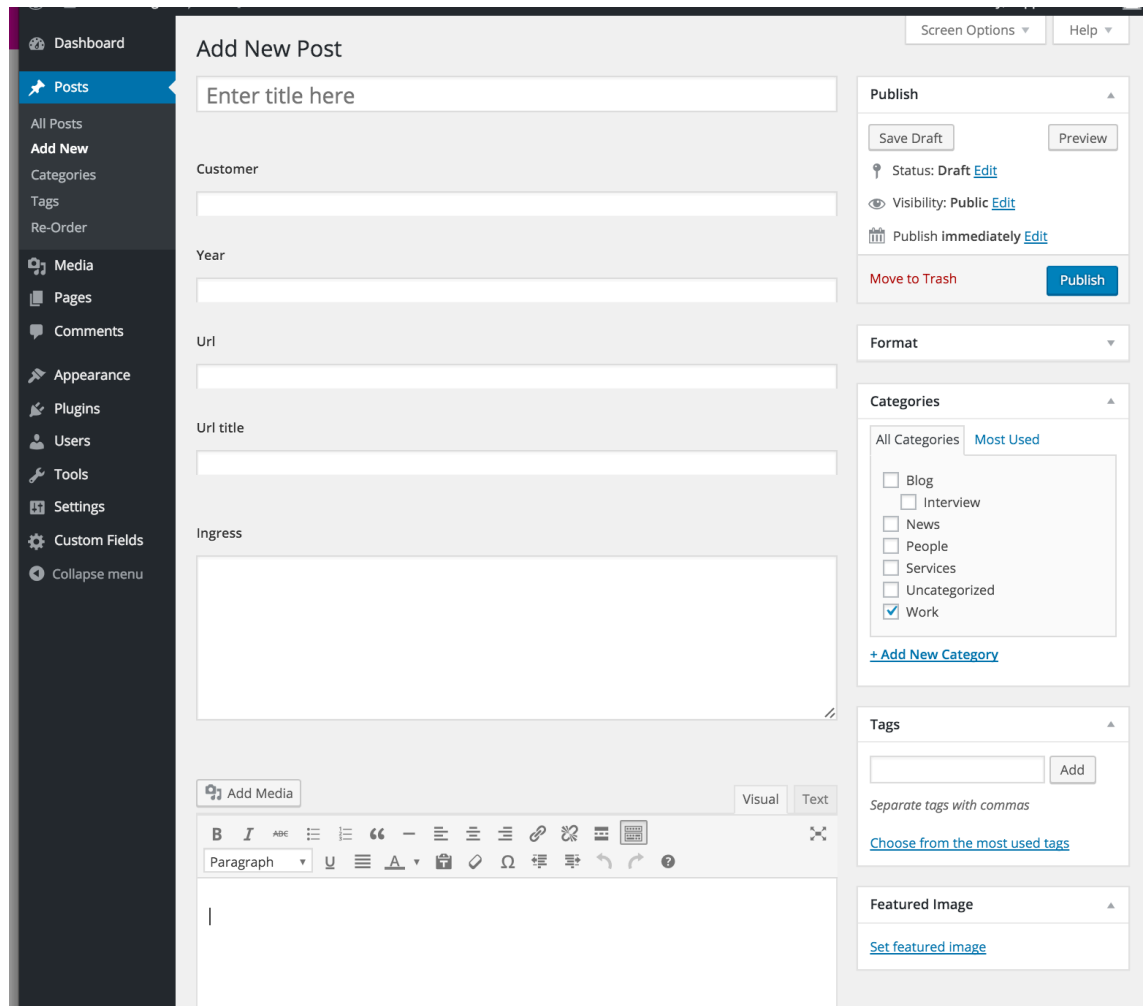 Dashboard
Posts
All Posts
Add New
Categories
Tags
Re-Order
Media
Pages
Comments
Appearance
Plugins
Users
Tools
Settings
Custom Fields
Collapse menu
Screen Options
Help
Add New Post
Enter title here
Customer
Year
Url
Url title
Ingress
Add Media
Visual Text
B I ABC
Paragraph U A Ω
Publish
Save Draft Preview
Status: Draft Edit
Visibility: Public Edit
Publish immediately Edit
Move to Trash Publish
Format
Categories
All Categories Most Used
Blog
Interview
News
People
Services
Uncategorized
Work
+ Add New Category
Tags
Add
Separate tags with commas
Choose from the most used tags
Featured Image
Set featured image